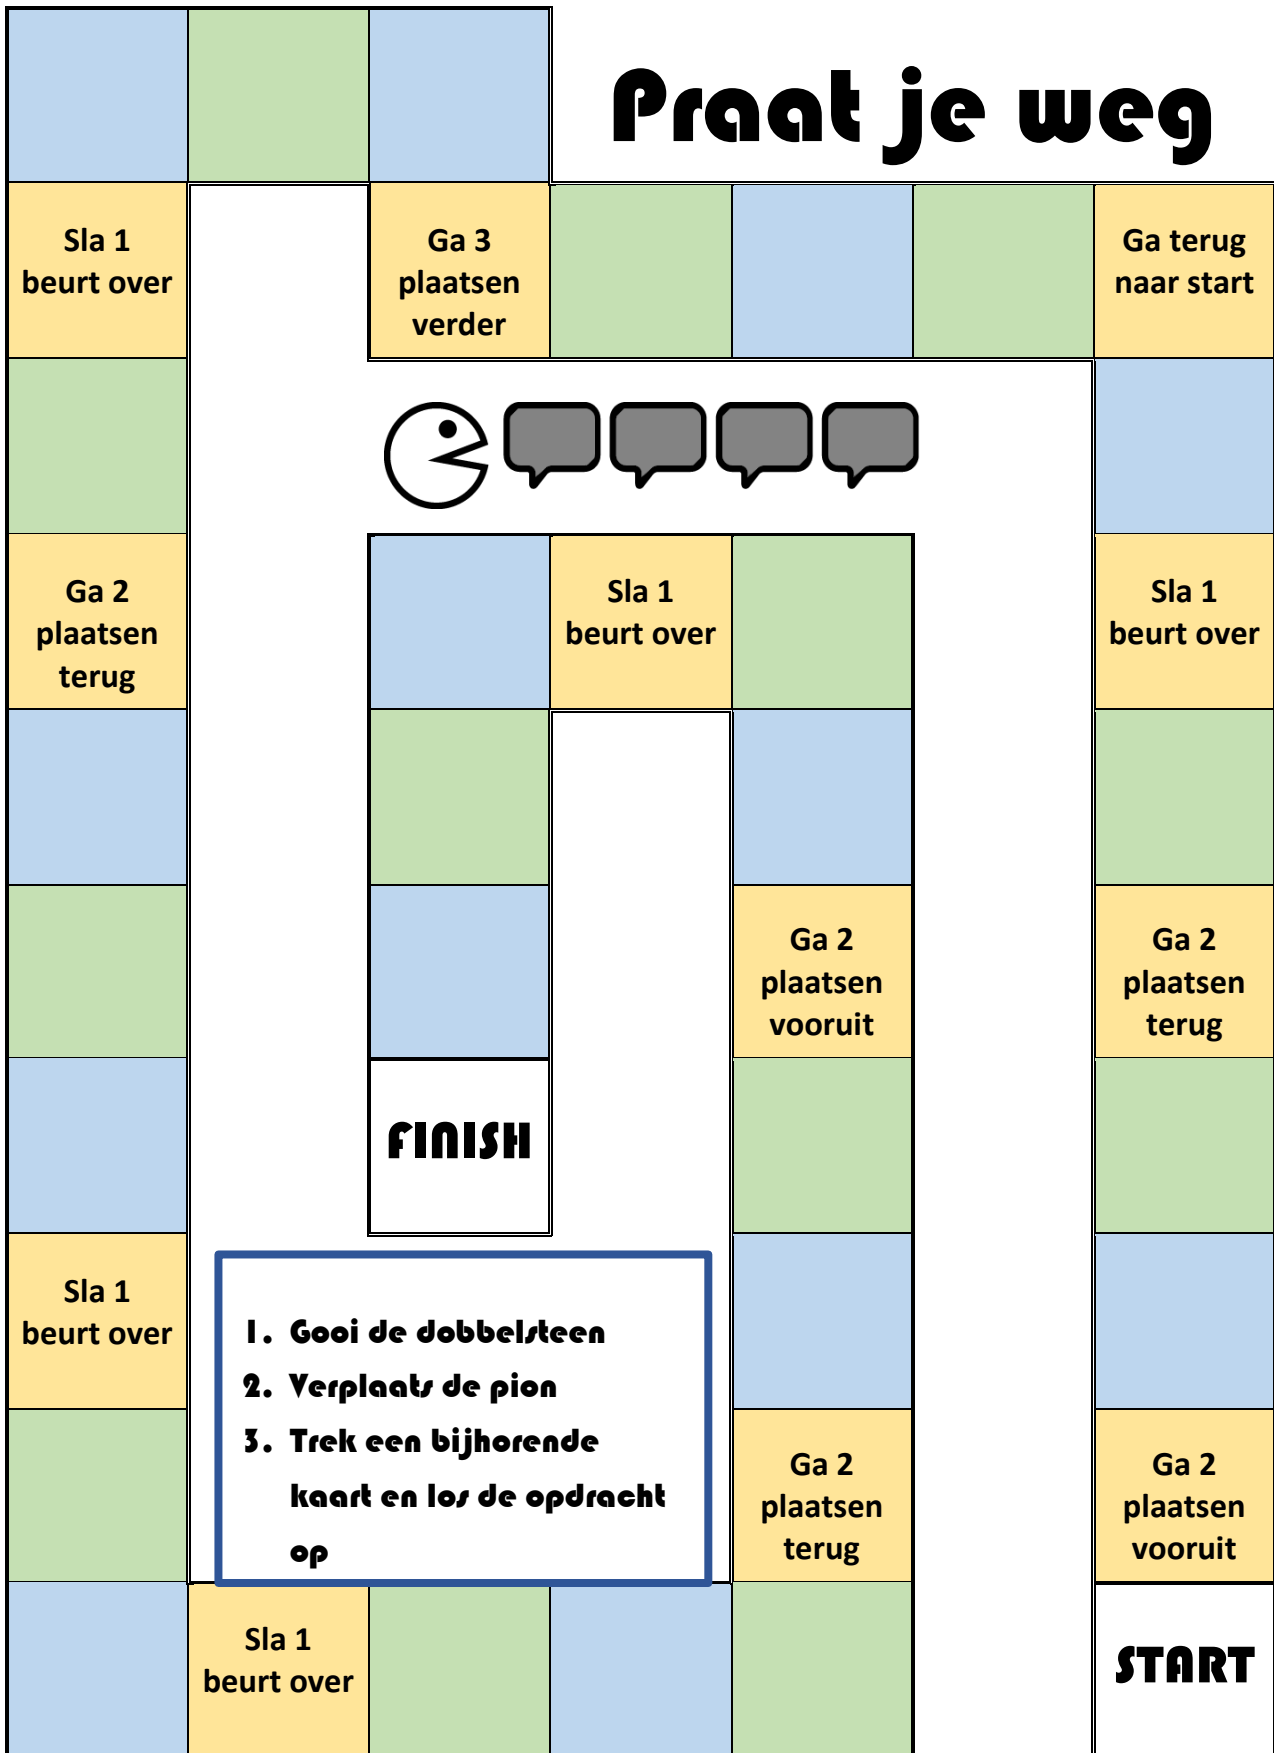 Praat je weg
Sla 1
beurt over
Ga 3
plaatsen
verder
Ga terug
naar start
Ga 2
plaatsen
terug
Sla 1
beurt over
Sla 1
beurt over
Ga 2
plaatsen
vooruit
Ga 2
plaatsen
terug
FINISH
Sla 1
beurt over
1. Gooi de dobbelsteen
2. Verplaats de pion
3. Trek een bijhorende
kaart en los de opdracht
op
Ga 2
plaatsen
terug
Ga 2
plaatsen
vooruit
Sla 1
beurt over
START